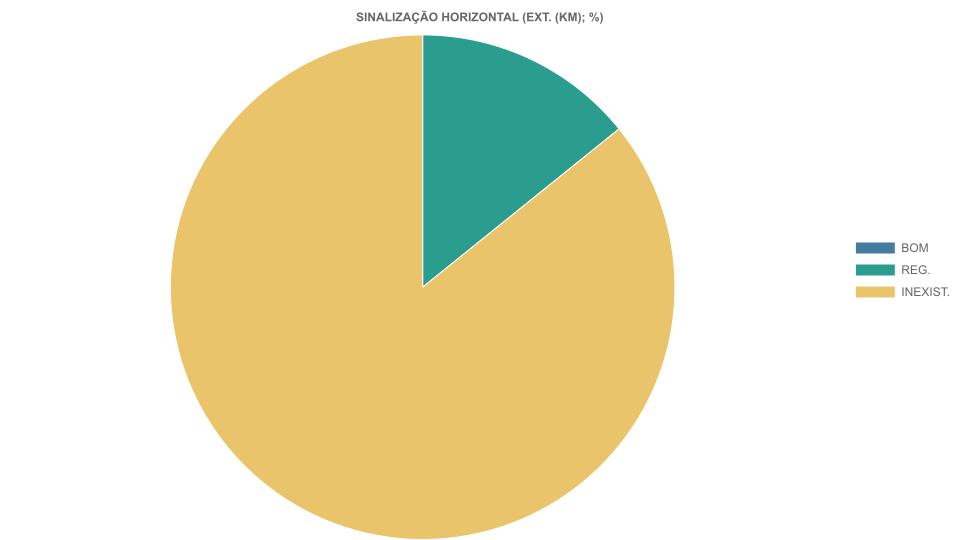 SINALIZAÇÃO HORIZONTAL (EXT. (KM); %)
BOM
REG.
INEXIST.